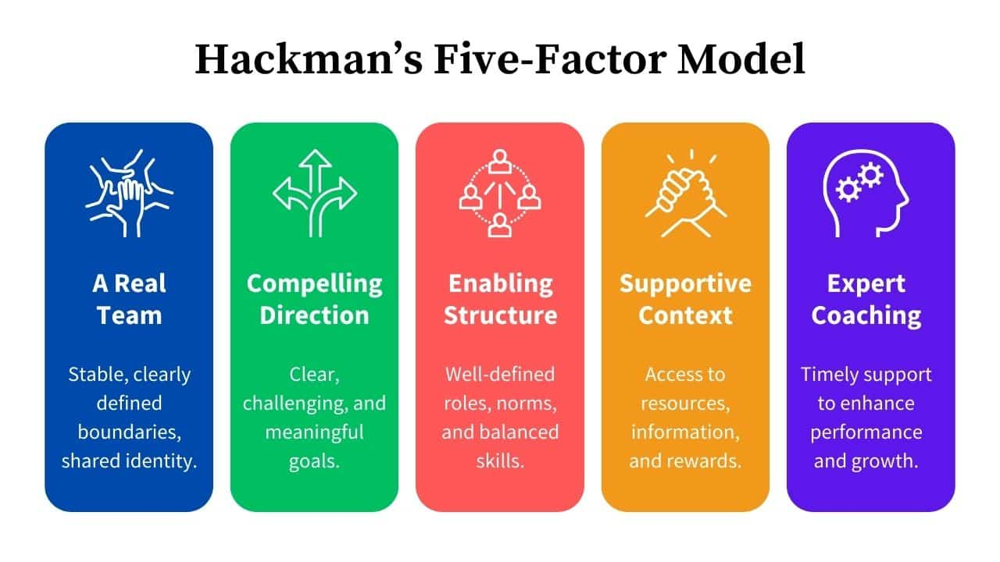 Hackman’s Five-Factor Model
A Real
Team
Stable, clearly
defined
boundaries,
shared identity.
Compelling
Direction
Clear,
challenging, and
meaningful
goals.
Enabling
Structure
Well-defined
roles, norms,
and balanced
skills.
Supportive
Context
Access to
resources,
information,
and rewards.
Expert
Coaching
Timely support
to enhance
performance
and growth.